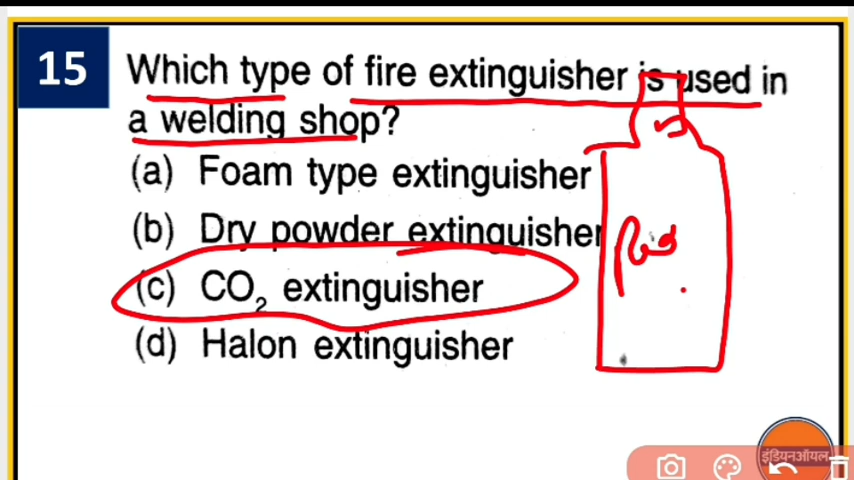 15
Which type of fire extinguisher is used in
a welding shop?
(a) Foam type extinguisher
(b) Dry powder extinguisher
(c) CO₂ extinguisher
(d) Halon extinguisher
इंडियनऑयल